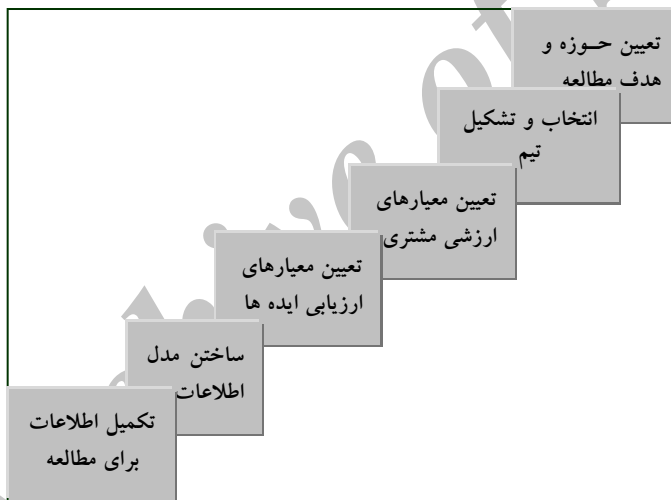 تعیین حـوزه و
هدف مطالعه
انتخاب و تشکیل
تیم
تعیین معیارهای
ارزشی مشتری
تعیین معیارهای
ارزیابی ایده ها
ساختن مدل
اطلاعات
تکمیل اطلاعات
برای مطالعه